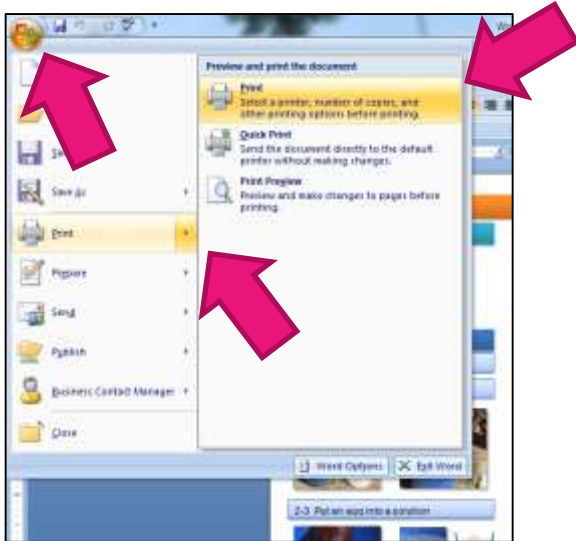 Preview and print the document
Print
Select a printer, number of copies, and
other printing options before printing.
Quick Print
Send the document directly to the default
printer without making changes.
Print Preview
Preview and make changes to pages before
printing.
Save As
Print
Prepare
Send
Publish
Business Contact Manager
Close
Word Options
Exit Word
2-3 Put an egg into a solution